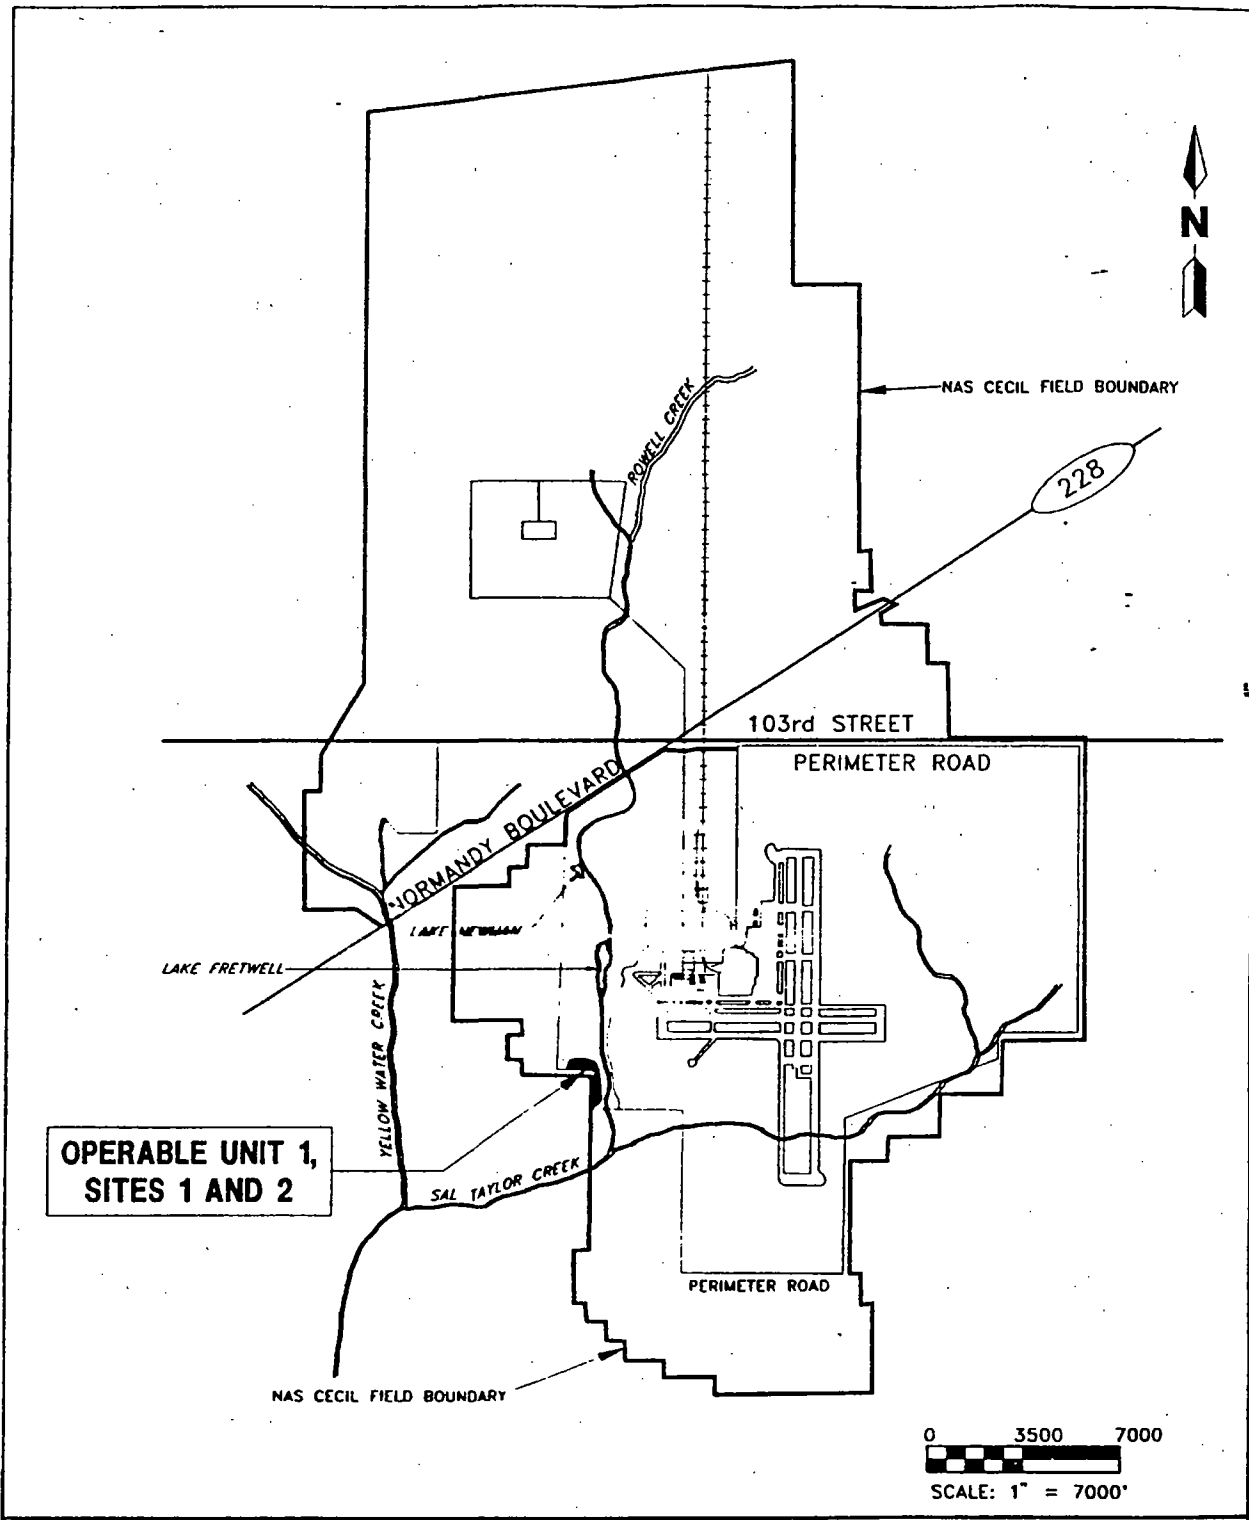 N
NAS CECIL FIELD BOUNDARY
ROWELL CREEK
228
103rd STREET
PERIMETER ROAD
NORMANDY BOULEVARD
LAKE NEWMAN
LAKE FRETWELL
YELLOW WATER CREEK
OPERABLE UNIT 1,
SITES 1 AND 2
SAL TAYLOR CREEK
PERIMETER ROAD
NAS CECIL FIELD BOUNDARY
0 3500 7000
SCALE: 1" = 7000'